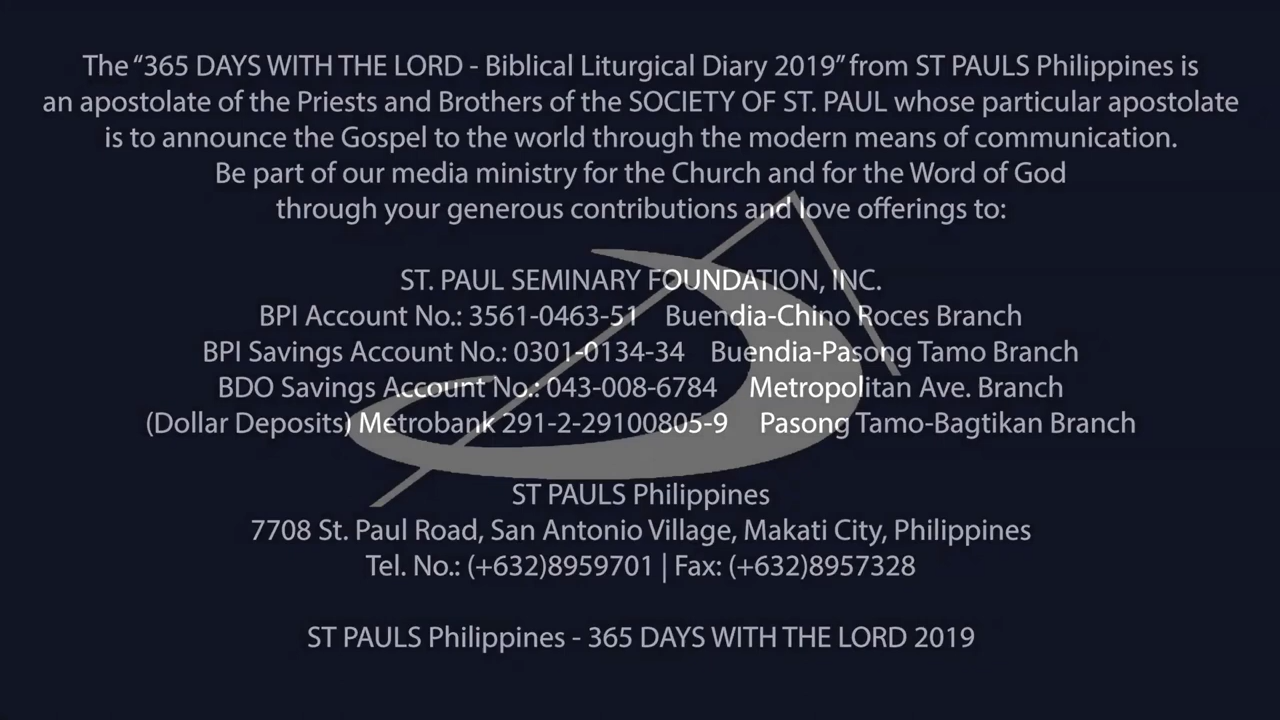 The “365 DAYS WITH THE LORD - Biblical Liturgical Diary 2019” from ST PAULS Philippines is
an apostolate of the Priests and Brothers of the SOCIETY OF ST. PAUL whose particular apostolate
is to announce the Gospel to the world through the modern means of communication.
Be part of our media ministry for the Church and for the Word of God
through your generous contributions and love offerings to:
ST. PAUL SEMINARY FOUNDATION, INC.
BPI Account No.: 3561-0463-51 Buendia-Chino Roces Branch
BPI Savings Account No.: 0301-0134-34 Buendia-Pasong Tamo Branch
BDO Savings Account No.: 043-008-6784 Metropolitan Ave. Branch
(Dollar Deposits) Metrobank 291-2-29100805-9 Pasong Tamo-Bagtikan Branch
ST PAULS Philippines
7708 St. Paul Road, San Antonio Village, Makati City, Philippines
Tel. No.: (+632)8959701 | Fax: (+632)8957328
ST PAULS Philippines - 365 DAYS WITH THE LORD 2019